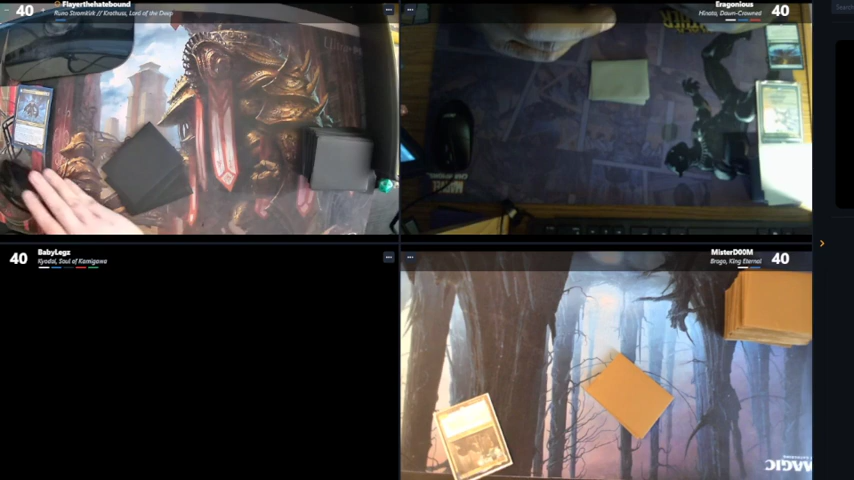 40
Flayerthehatebound
Runo Stromkirk // Krothuss, Lord of the Deep
Eragonious
40
Hinata, Dawn-Crowned
Search
40
BabyLegz
Kyodai, Soul of Kamigawa
MisterD00M
40
Brago, King Eternal
MAGIC